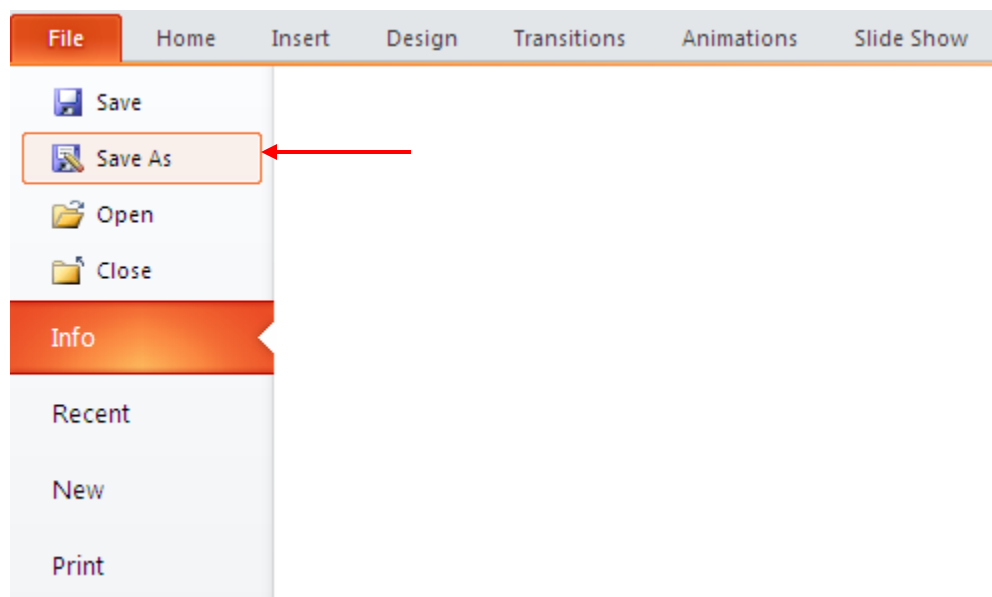 File Home Insert Design Transitions Animations Slide Show
Save
Save As
Open
Close
Info
Recent
New
Print